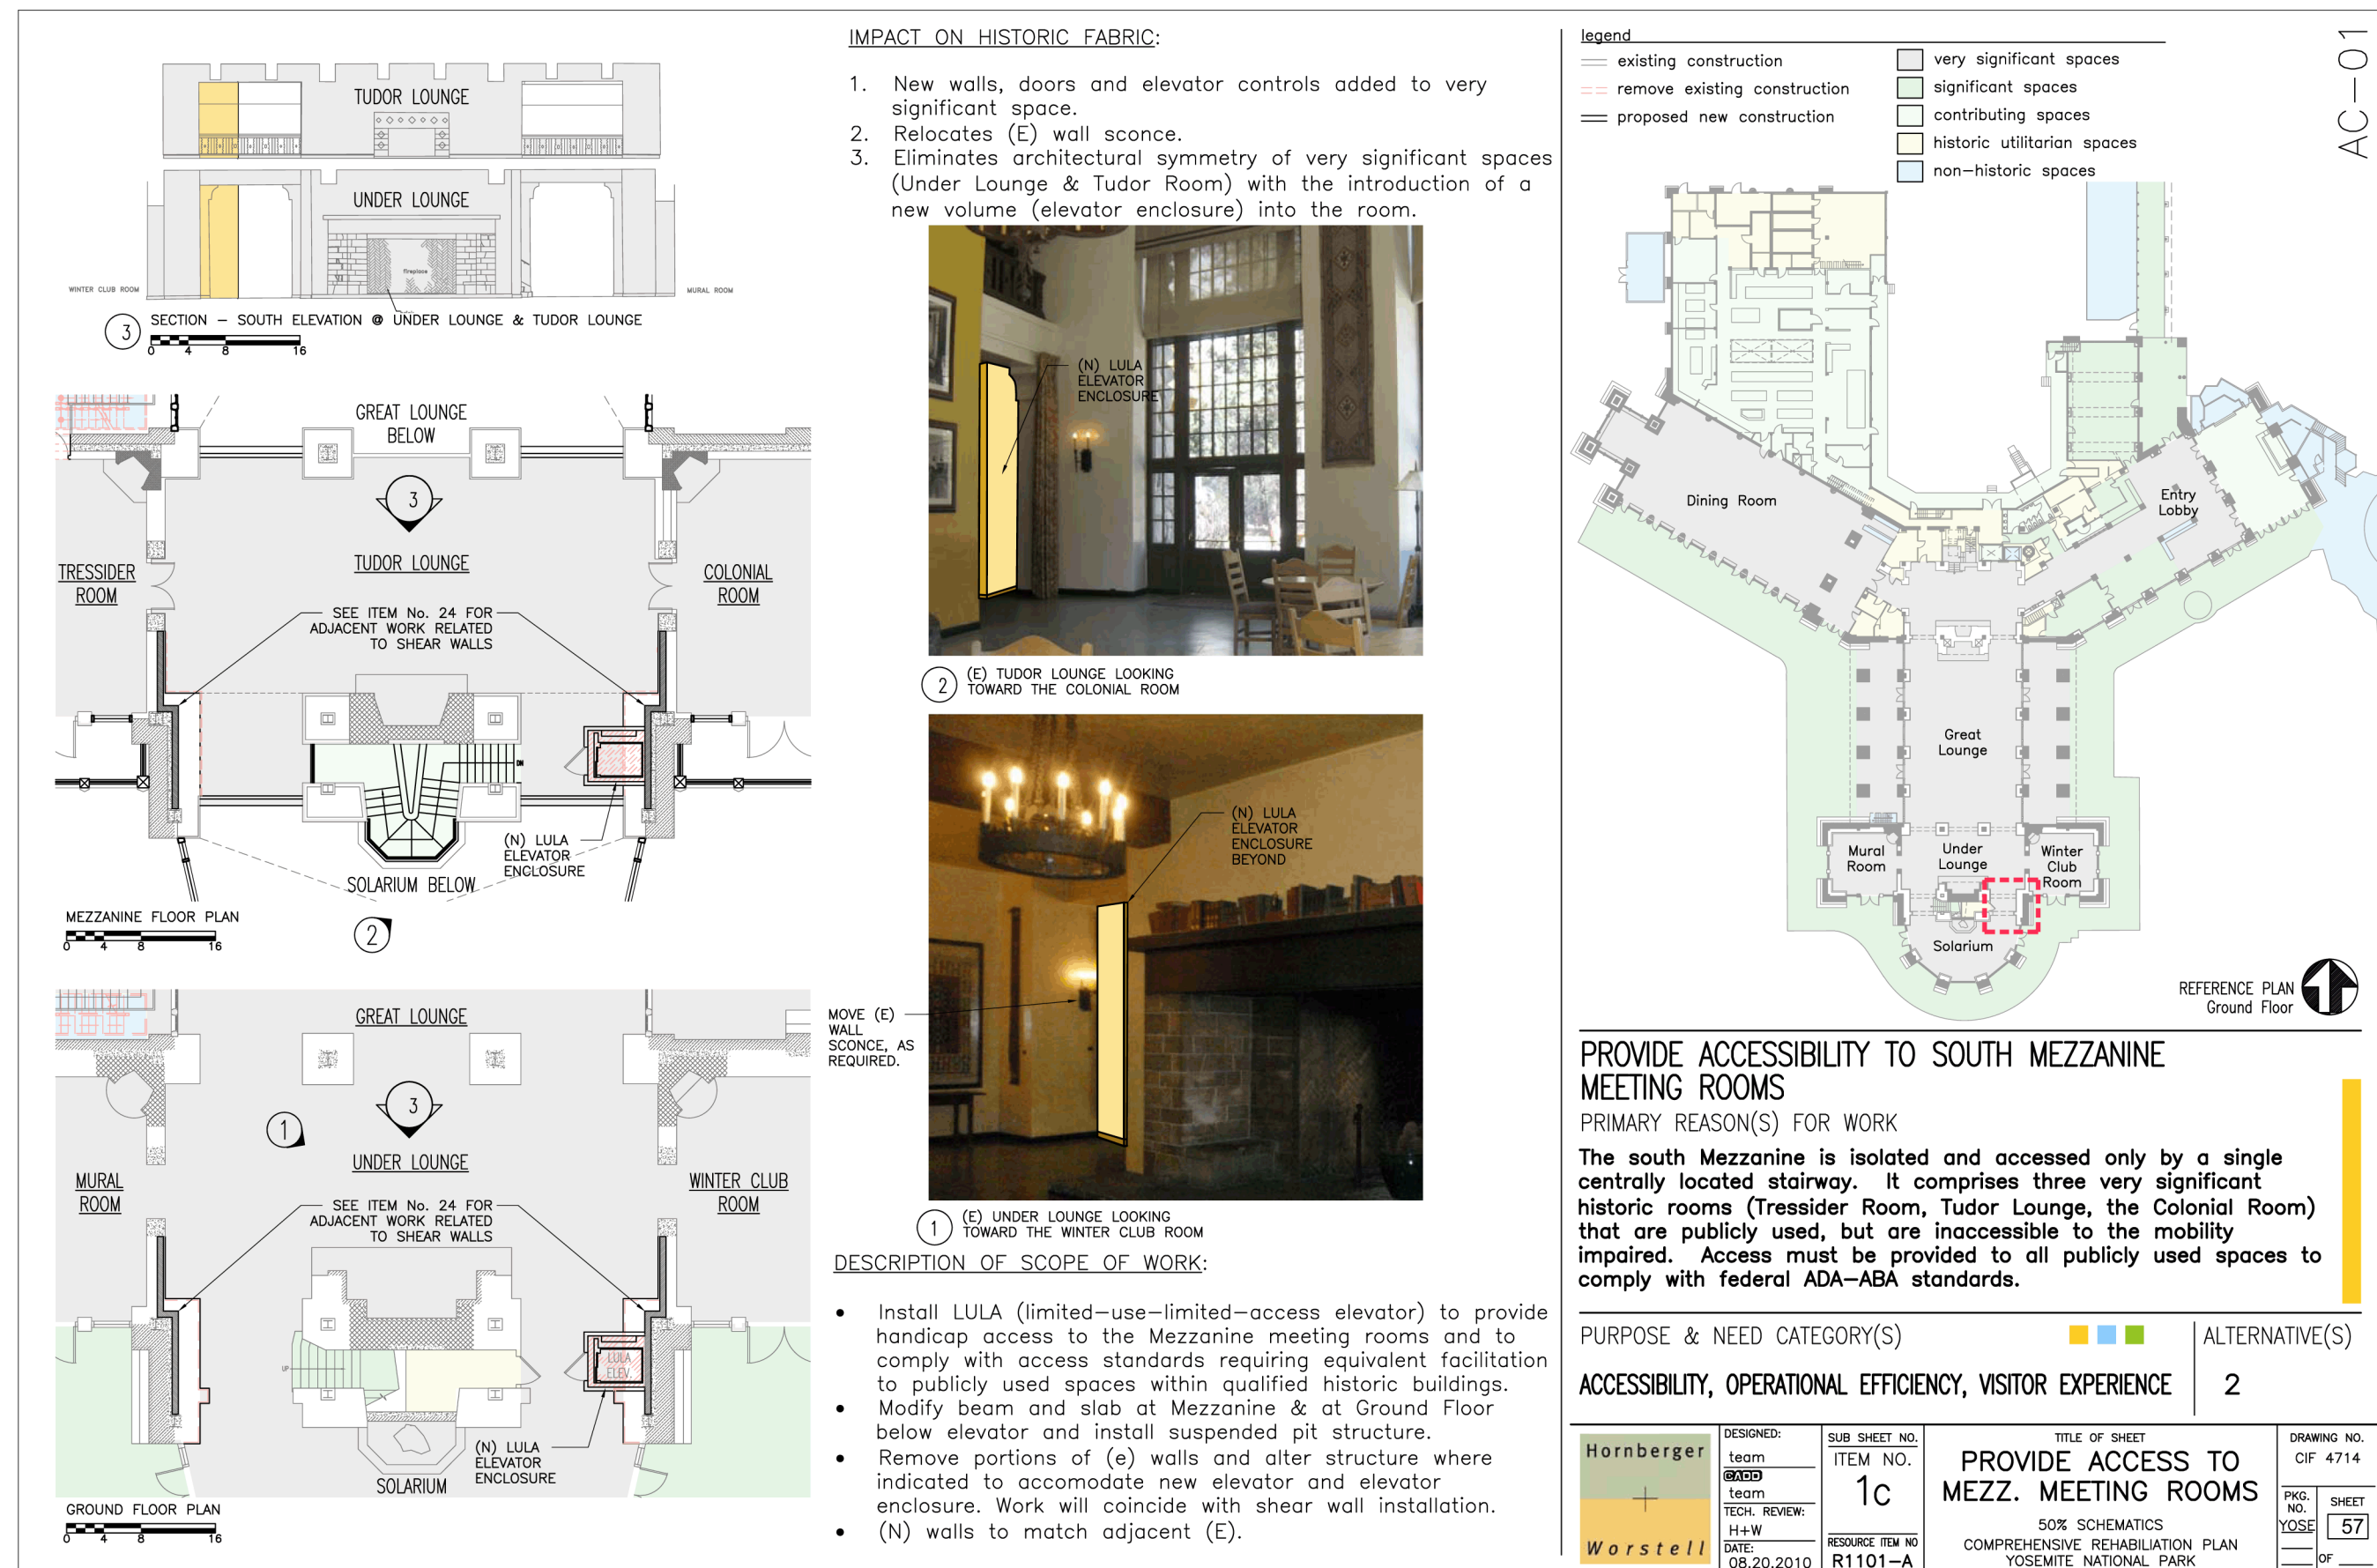 TUDOR LOUNGE
UNDER LOUNGE
fireplace
WINTER CLUB ROOM
MURAL ROOM
3
SECTION – SOUTH ELEVATION @ UNDER LOUNGE & TUDOR LOUNGE
0 4 8 16
GREAT LOUNGE
BELOW
3
TUDOR LOUNGE
TRESSIDER
ROOM
COLONIAL
ROOM
SEE ITEM No. 24 FOR
ADJACENT WORK RELATED
TO SHEAR WALLS
DN
(N) LULA
ELEVATOR
ENCLOSURE
SOLARIUM BELOW
MEZZANINE FLOOR PLAN
0 4 8 16
2
GREAT LOUNGE
3
1
UNDER LOUNGE
MURAL
ROOM
WINTER CLUB
ROOM
SEE ITEM No. 24 FOR
ADJACENT WORK RELATED
TO SHEAR WALLS
UP
LULA
ELEV.
(N) LULA
ELEVATOR
ENCLOSURE
SOLARIUM
GROUND FLOOR PLAN
0 4 8 16
IMPACT ON HISTORIC FABRIC:
1. New walls, doors and elevator controls added to very
significant space.
2. Relocates (E) wall sconce.
3. Eliminates architectural symmetry of very significant spaces
(Under Lounge & Tudor Room) with the introduction of a
new volume (elevator enclosure) into the room.
(N) LULA
ELEVATOR
ENCLOSURE
2
(E) TUDOR LOUNGE LOOKING
TOWARD THE COLONIAL ROOM
(N) LULA
ELEVATOR
ENCLOSURE
BEYOND
MOVE (E)
WALL
SCONCE, AS
REQUIRED.
1
(E) UNDER LOUNGE LOOKING
TOWARD THE WINTER CLUB ROOM
DESCRIPTION OF SCOPE OF WORK:
• Install LULA (limited–use–limited–access elevator) to provide
handicap access to the Mezzanine meeting rooms and to
comply with access standards requiring equivalent facilitation
to publicly used spaces within qualified historic buildings.
• Modify beam and slab at Mezzanine & at Ground Floor
below elevator and install suspended pit structure.
• Remove portions of (e) walls and alter structure where
indicated to accomodate new elevator and elevator
enclosure. Work will coincide with shear wall installation.
• (N) walls to match adjacent (E).
legend
existing construction
remove existing construction
proposed new construction
very significant spaces
significant spaces
contributing spaces
historic utilitarian spaces
non–historic spaces
AC–01
Dining Room
Entry
Lobby
Great
Lounge
Mural
Room
Under
Lounge
Winter
Club
Room
Solarium
REFERENCE PLAN
Ground Floor
PROVIDE ACCESSIBILITY TO SOUTH MEZZANINE
MEETING ROOMS
PRIMARY REASON(S) FOR WORK
The south Mezzanine is isolated and accessed only by a single
centrally located stairway. It comprises three very significant
historic rooms (Tressider Room, Tudor Lounge, the Colonial Room)
that are publicly used, but are inaccessible to the mobility
impaired. Access must be provided to all publicly used spaces to
comply with federal ADA–ABA standards.
PURPOSE & NEED CATEGORY(S)
ACCESSIBILITY, OPERATIONAL EFFICIENCY, VISITOR EXPERIENCE
ALTERNATIVE(S)
2
Hornberger
Worstell
DESIGNED:
team
CADD
team
TECH. REVIEW:
H+W
DATE:
08.20.2010
SUB SHEET NO.
ITEM NO.
1c
RESOURCE ITEM NO
R1101–A
TITLE OF SHEET
PROVIDE ACCESS TO
MEZZ. MEETING ROOMS
50% SCHEMATICS
COMPREHENSIVE REHABILIATION PLAN
YOSEMITE NATIONAL PARK
DRAWING NO.
CIF 4714
PKG.
NO.
YOSE
SHEET
57
OF